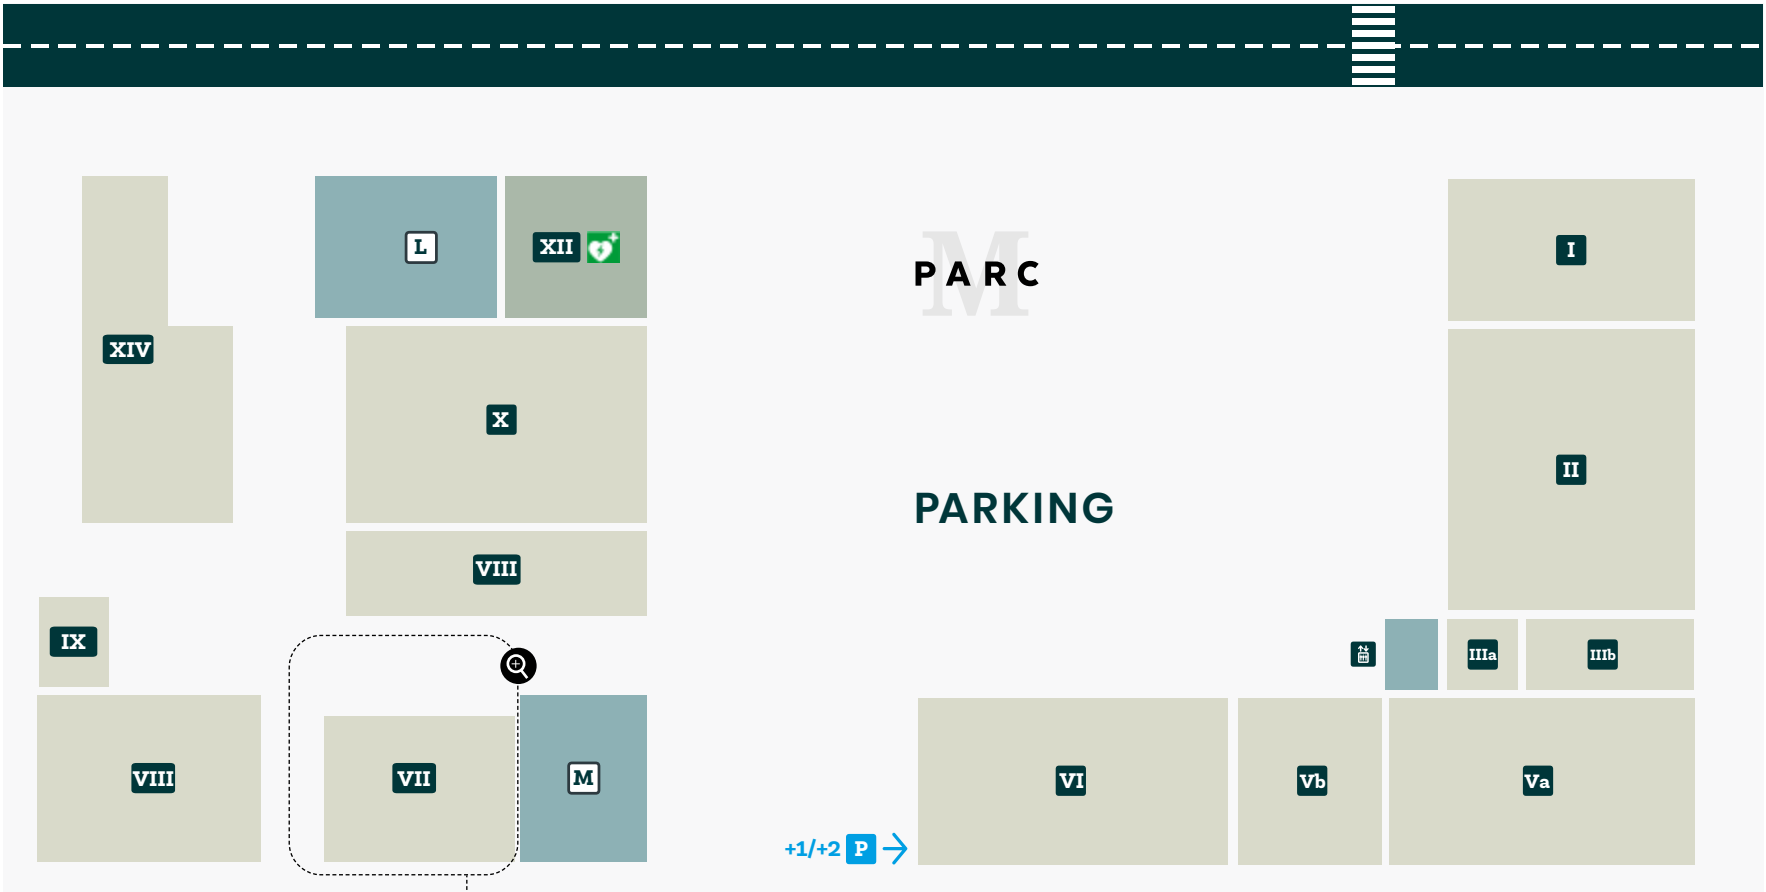 L
XII
M
PARC
I
XIV
X
II
PARKING
VIII
IX
IIIa
IIIb
VIII
VII
M
VI
Vb
Va
+1/+2 P